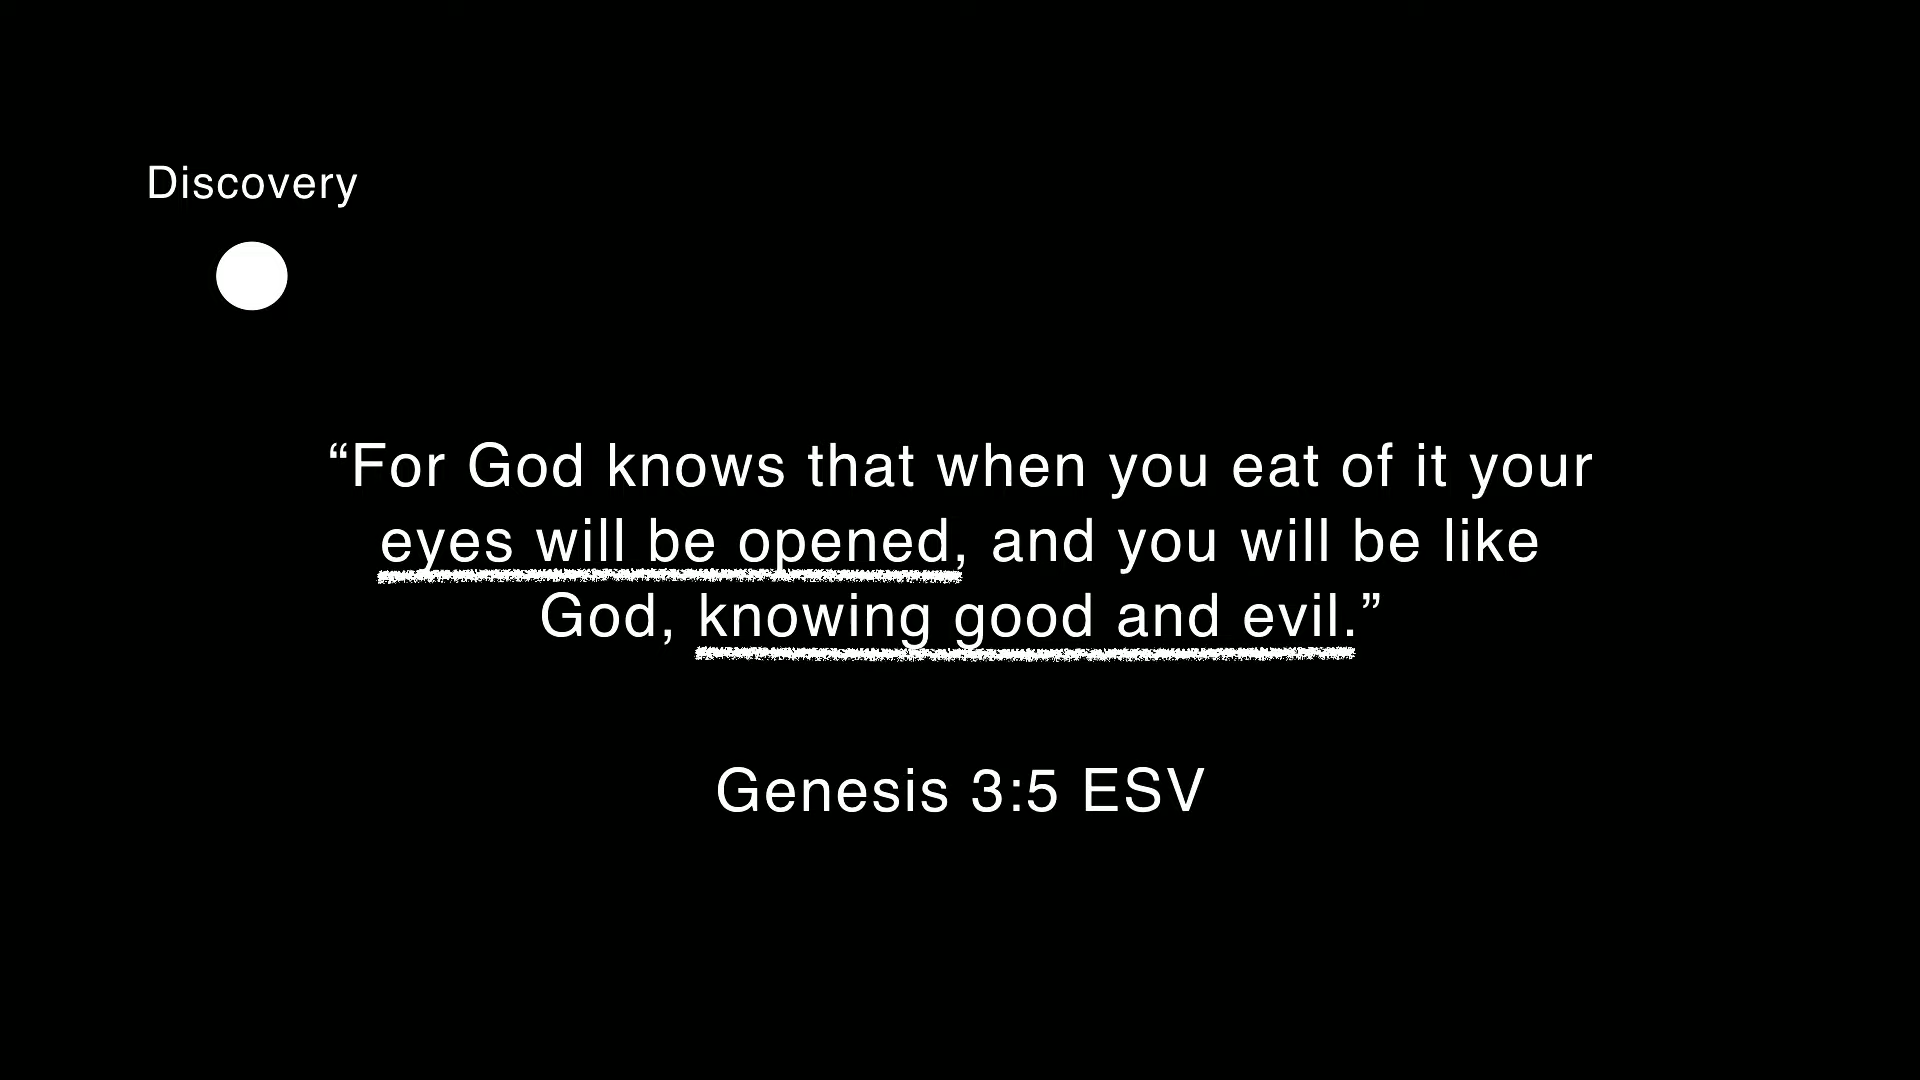 Discovery
“For God knows that when you eat of it your
eyes will be opened, and you will be like
God, knowing good and evil.”
Genesis 3:5 ESV